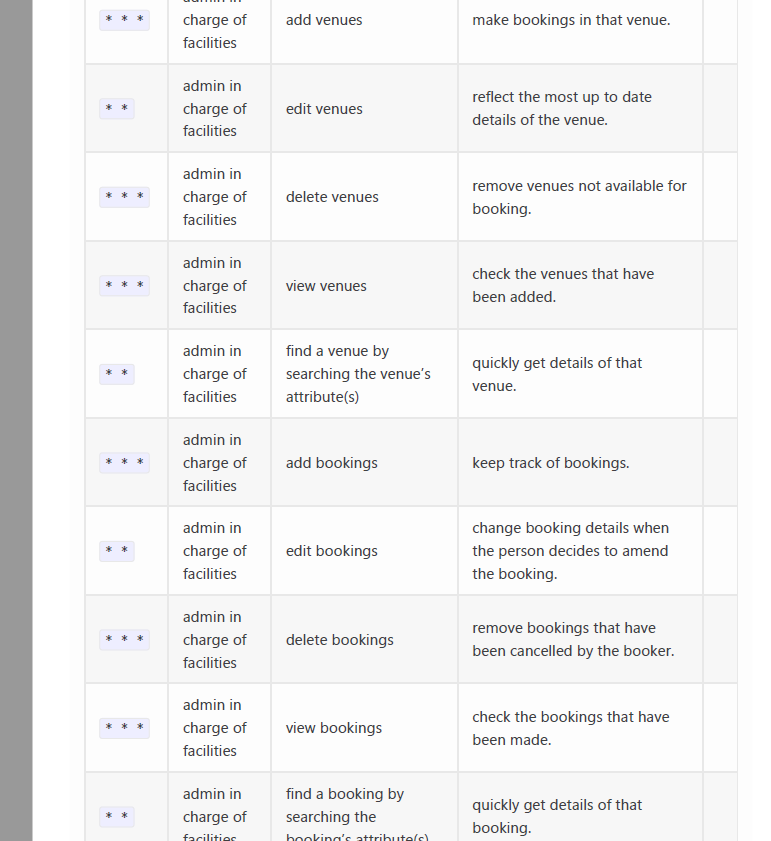 admin in
* * *
charge of
facilities
add venues
make bookings in that venue.
* *
admin in
charge of
facilities
edit venues
reflect the most up to date
details of the venue.
* * *
admin in
charge of
facilities
delete venues
remove venues not available for
booking.
* * *
admin in
charge of
facilities
view venues
check the venues that have
been added.
* *
admin in
charge of
facilities
find a venue by
searching the venue’s
attribute(s)
quickly get details of that
venue.
* * *
admin in
charge of
facilities
add bookings
keep track of bookings.
* *
admin in
charge of
facilities
edit bookings
change booking details when
the person decides to amend
the booking.
* * *
admin in
charge of
facilities
delete bookings
remove bookings that have
been cancelled by the booker.
* * *
admin in
charge of
facilities
view bookings
check the bookings that have
been made.
* *
admin in
charge of
facilities
find a booking by
searching the
booking’s attribute(s)
quickly get details of that
booking.